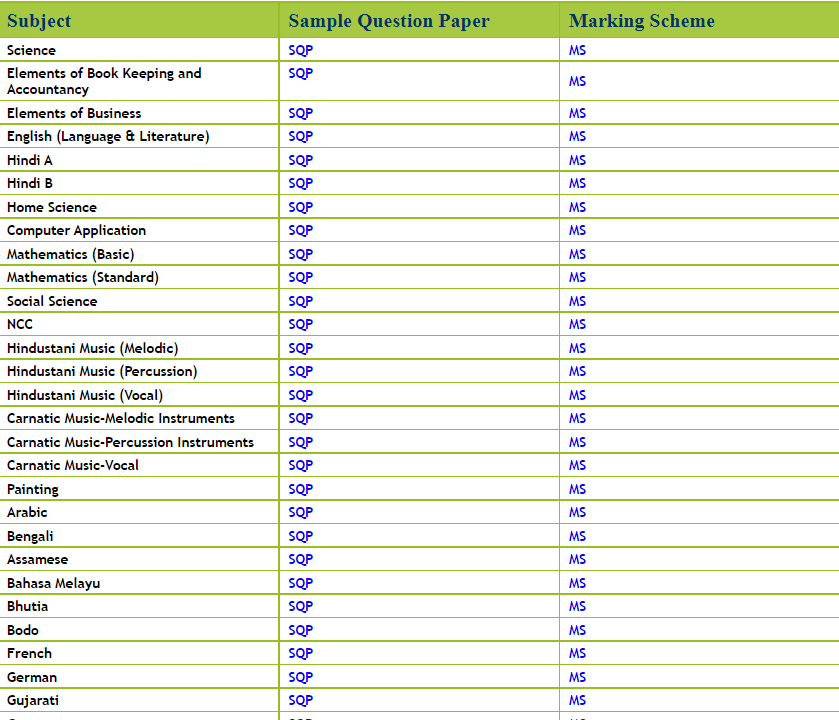 Subject Sample Question Paper Marking Scheme
Science SQP MS
Elements of Book Keeping and SQP
Accountancy MS
Elements of Business SQP MS
English (Language & Literature) SQP MS
Hindi A SQP MS
Hindi B SQP MS
Home Science SQP MS
Computer Application SQP MS
Mathematics (Basic) SQP MS
Mathematics (Standard) SQP MS
Social Science SQP MS
NCC SQP MS
Hindustani Music (Melodic) SQP MS
Hindustani Music (Percussion) SQP MS
Hindustani Music (Vocal) SQP MS
Carnatic Music-Melodic Instruments SQP MS
Carnatic Music-Percussion Instruments SQP MS
Carnatic Music-Vocal SQP MS
Painting SQP MS
Arabic SQP MS
Bengali SQP MS
Assamese SQP MS
Bahasa Melayu SQP MS
Bhutia SQP MS
Bodo SQP MS
French SQP MS
German SQP MS
Gujarati SQP MS